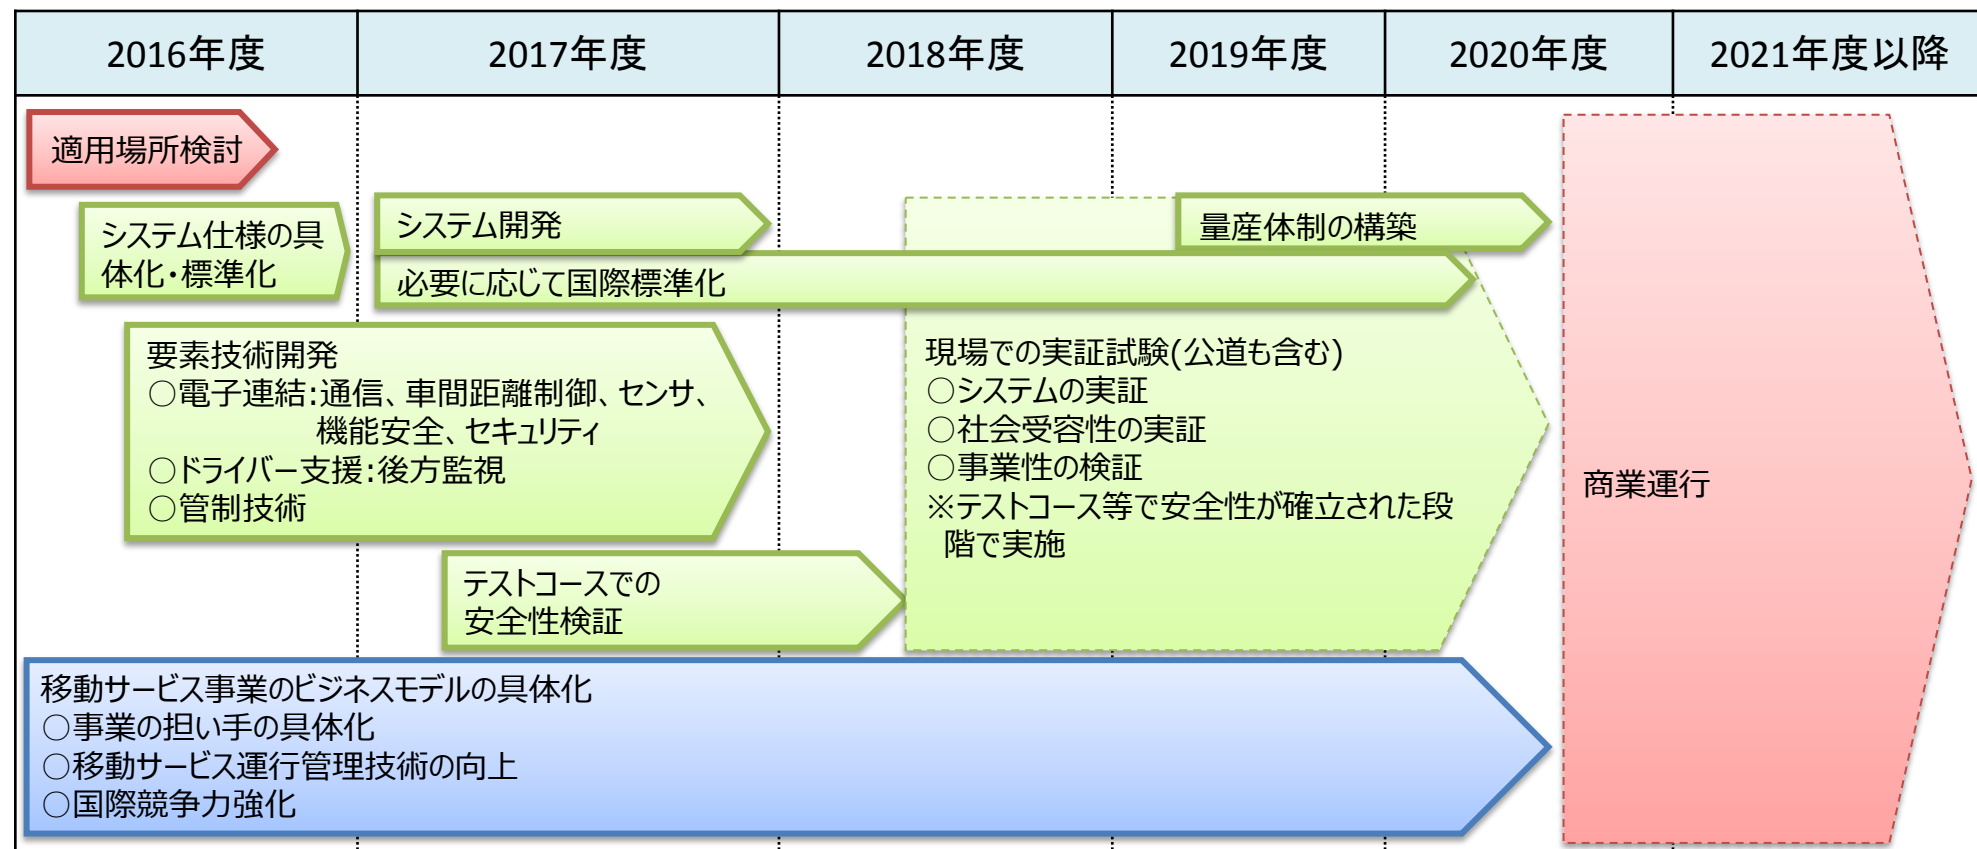 2016年度
2017年度
2018年度
2019年度
2020年度
2021年度以降
適用場所検討
システム仕様の具
体化・標準化
システム開発
必要に応じて国際標準化
量産体制の構築
要素技術開発
○電子連結:通信、車間距離制御、センサ、
機能安全、セキュリティ
○ドライバー支援:後方監視
○管制技術
テストコースでの
安全性検証
現場での実証試験(公道も含む)
○システムの実証
○社会受容性の実証
○事業性の検証
※テストコース等で安全性が確立された段
階で実施
商業運行
移動サービス事業のビジネスモデルの具体化
○事業の担い手の具体化
○移動サービス運行管理技術の向上
○国際競争力強化